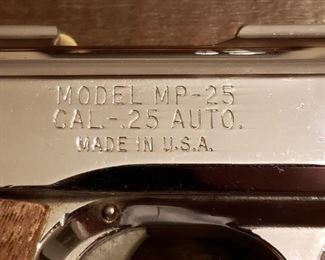 MODEL MP-25
CAL.-.25 AUTO.
MADE IN U.S.A.